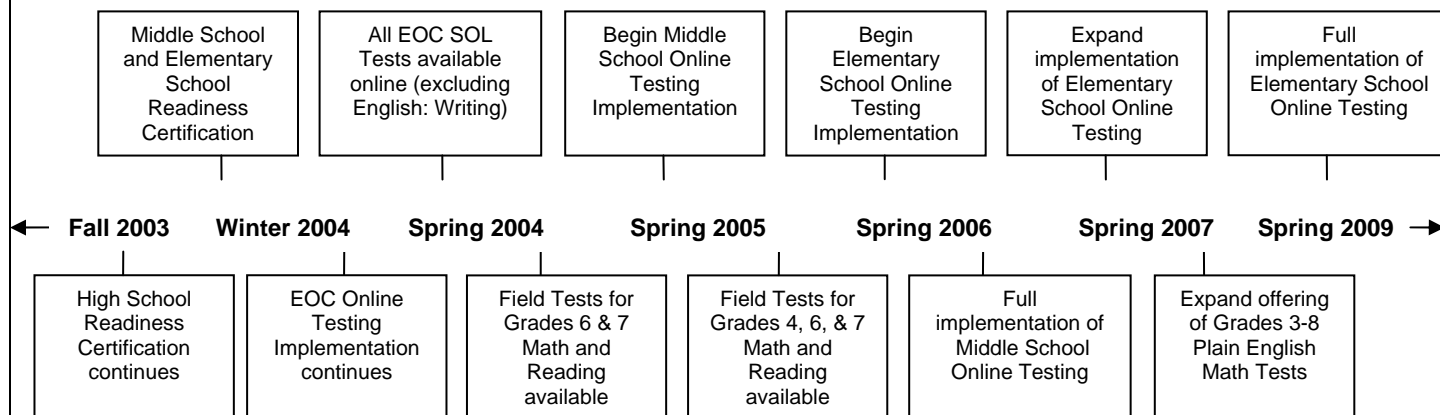 Middle School
and Elementary
School
Readiness
Certification
All EOC SOL
Tests available
online (excluding
English: Writing)
Begin Middle
School Online
Testing
Implementation
Begin
Elementary
School Online
Testing
Implementation
Expand
implementation
of Elementary
School Online
Testing
Full
implementation of
Elementary School
Online Testing
Fall 2003 Winter 2004 Spring 2004 Spring 2005 Spring 2006 Spring 2007 Spring 2009
High School
Readiness
Certification
continues
EOC Online
Testing
Implementation
continues
Field Tests for
Grades 6 & 7
Math and
Reading
available
Field Tests for
Grades 4, 6, & 7
Math and
Reading
available
Full
implementation of
Middle School
Online Testing
Expand offering
of Grades 3-8
Plain English
Math Tests